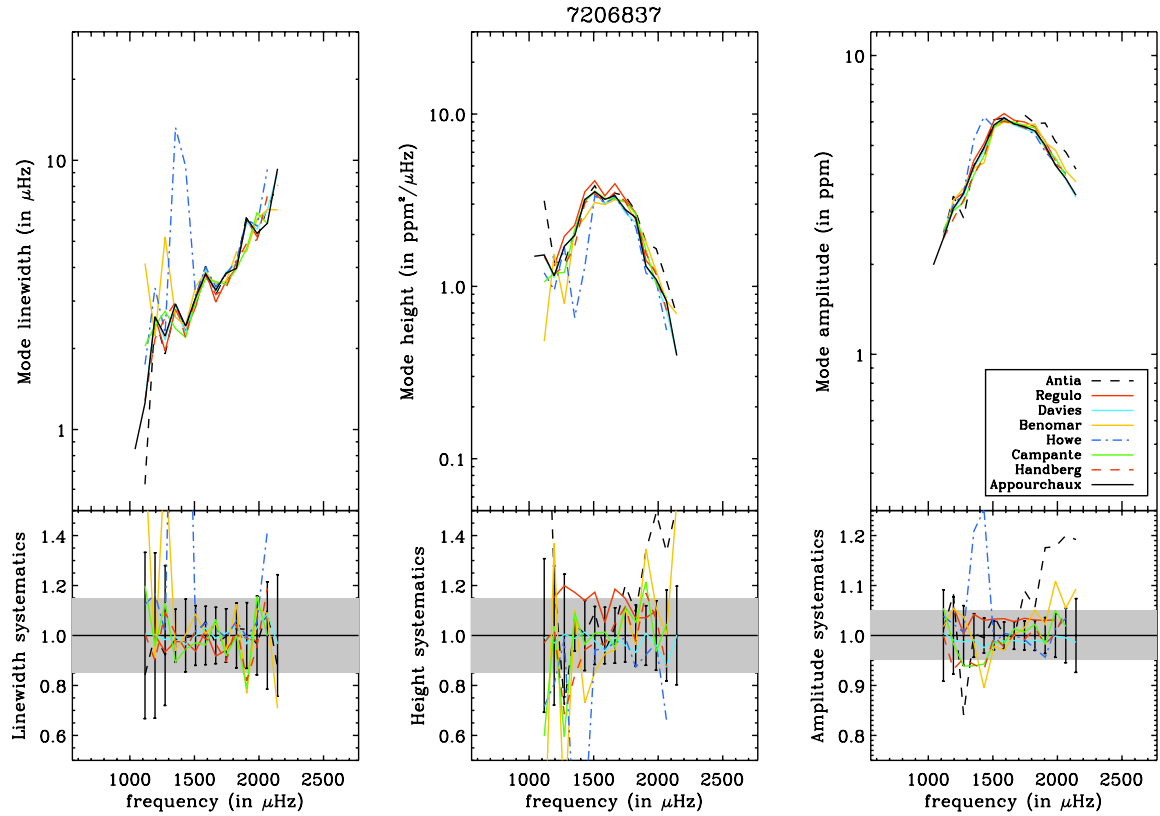 7206837
Mode linewidth (in μHz)
10
1
Mode height (in ppm²/μHz)
10.0
1.0
0.1
Mode amplitude (in ppm)
10
1
Antia
Regulo
Davies
Benomar
Howe
Campante
Handberg
Appourchaux
Linewidth systematics
1.4
1.2
1.0
0.8
0.6
1000 1500 2000 2500
frequency (in μHz)
Height systematics
1.4
1.2
1.0
0.8
0.6
1000 1500 2000 2500
frequency (in μHz)
Amplitude systematics
1.2
1.1
1.0
0.9
0.8
1000 1500 2000 2500
frequency (in μHz)